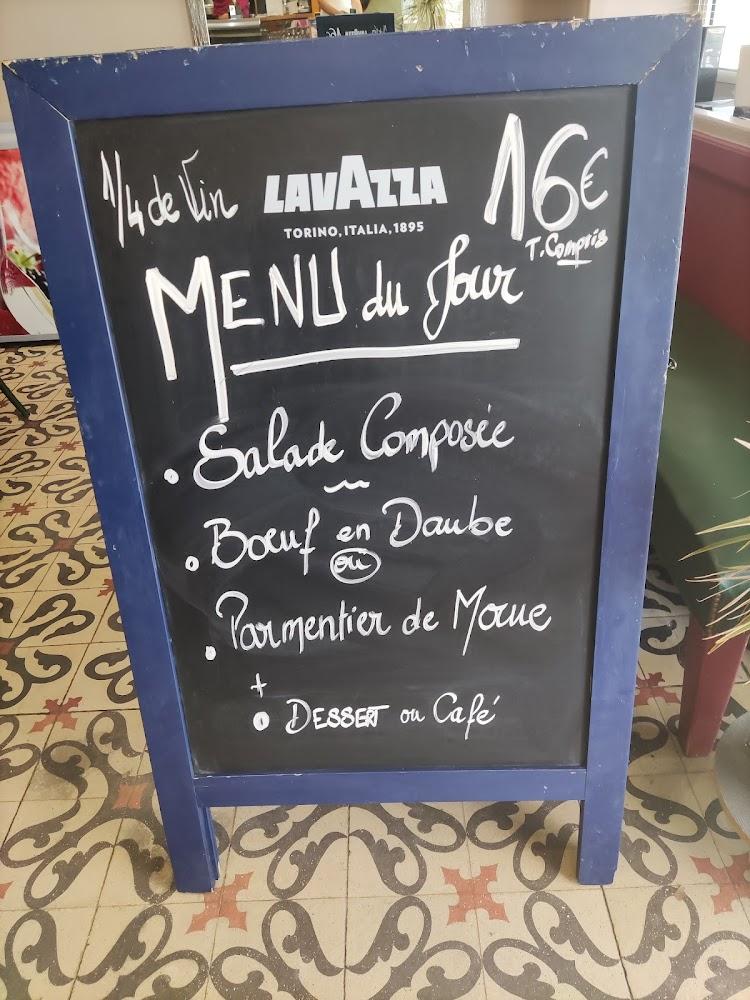 1/4 de Vin
LAVAZZA
TORINO, ITALIA, 1895
16€
T. Compris
MENU du Jour
• Salade Composée
~
• Bœuf en Daube
ou
• Parmentier de Morue
+
• DESSERT ou Café